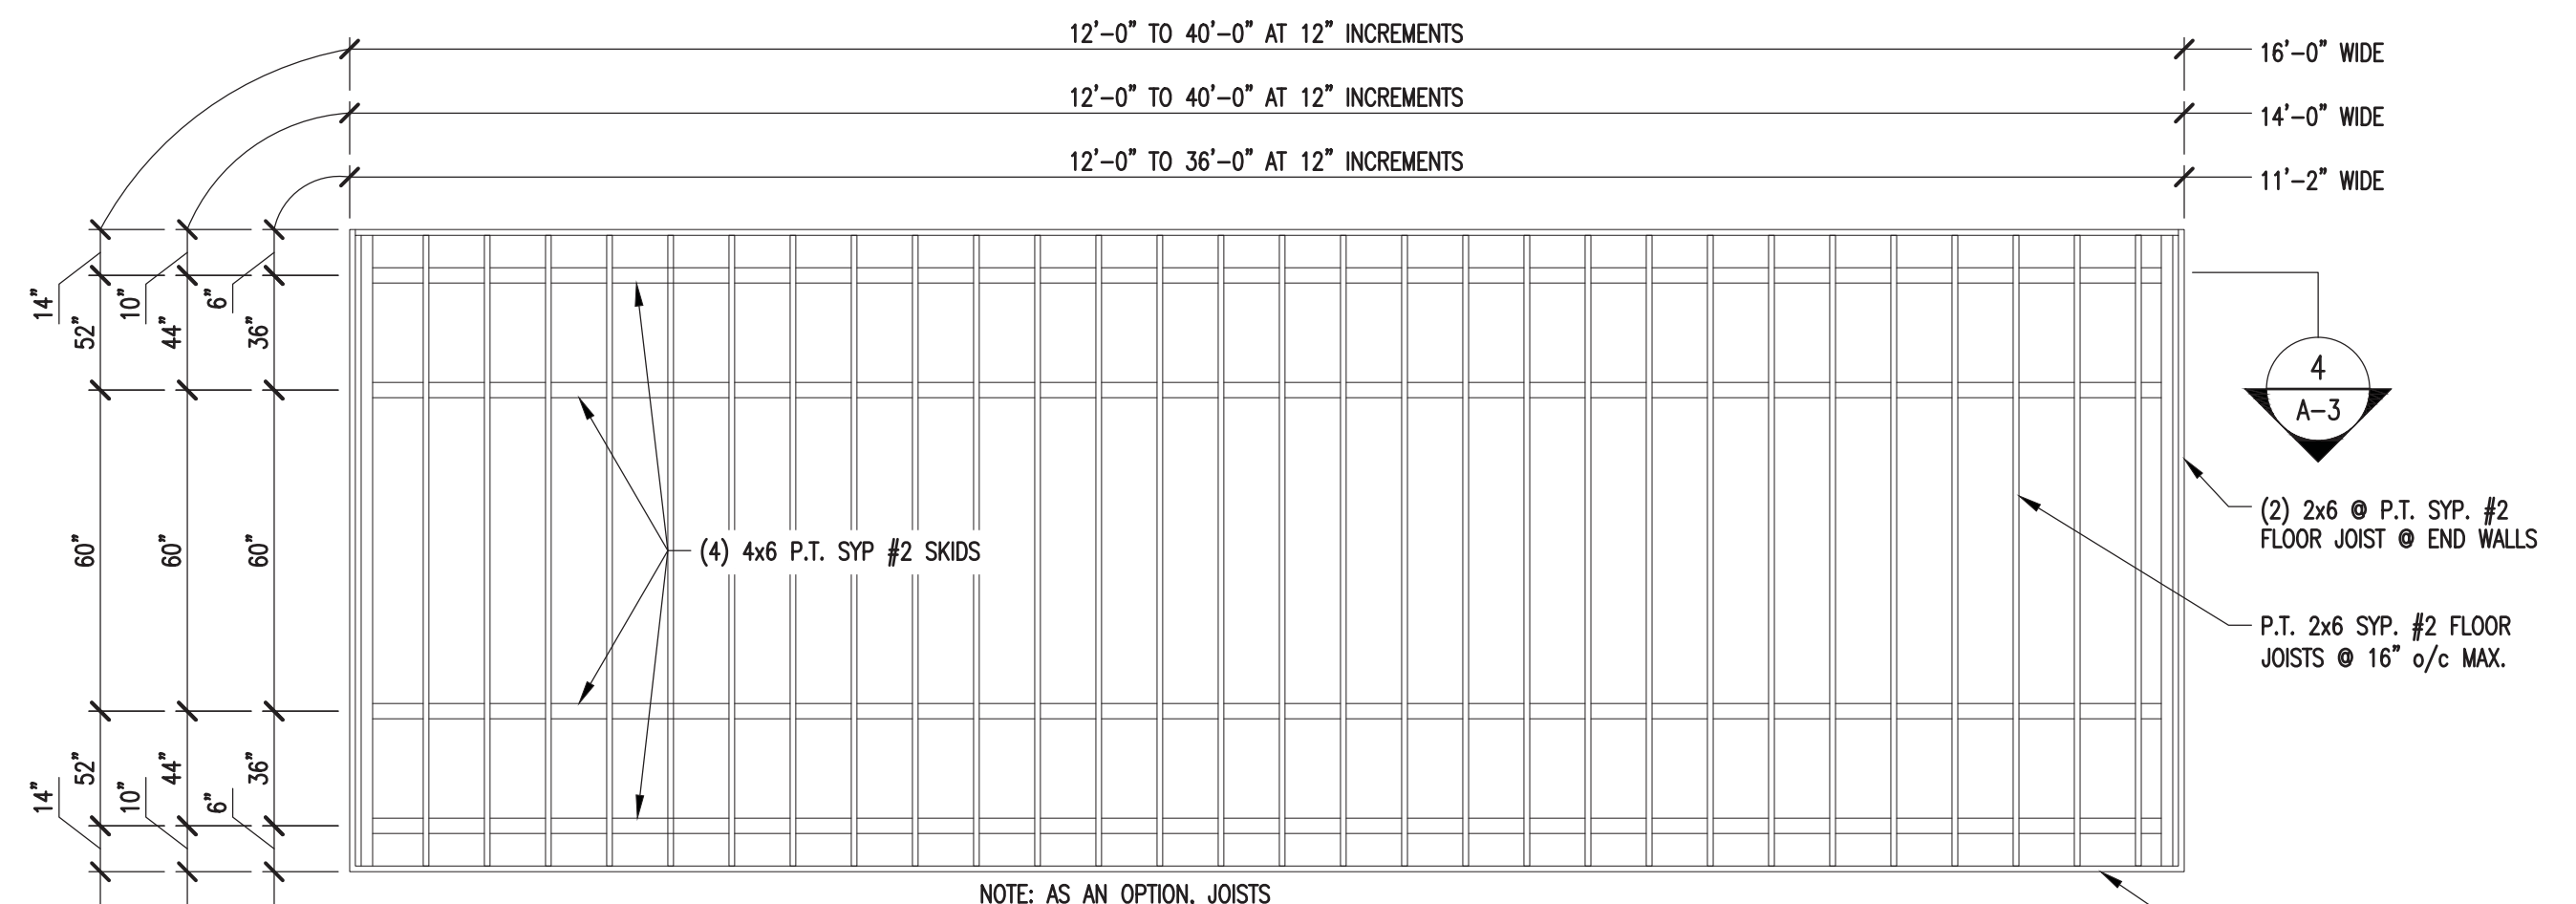 12'-0" TO 40'-0" AT 12" INCREMENTS
16'-0" WIDE
12'-0" TO 40'-0" AT 12" INCREMENTS
14'-0" WIDE
12'-0" TO 36'-0" AT 12" INCREMENTS
11'-2" WIDE
14"
10"
6"
52"
44"
36"
4
A-3
(2) 2x6 @ P.T. SYP. #2
FLOOR JOIST @ END WALLS
60"
60"
60"
(4) 4x6 P.T. SYP #2 SKIDS
P.T. 2x6 SYP. #2 FLOOR
JOISTS @ 16" o/c MAX.
52"
44"
36"
14"
10"
6"
NOTE: AS AN OPTION, JOISTS